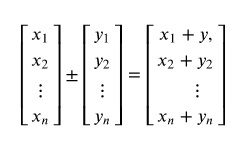 [x₁ x₂ ⋮ xₙ] ± [y₁ y₂ ⋮ yₙ] = [x₁ + y, x₂ + y₂ ⋮ xₙ + yₙ]